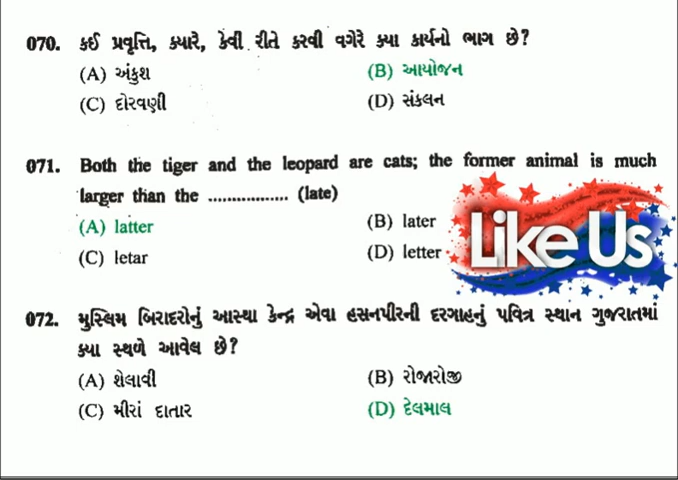 070. કઈ પ્રવૃત્તિ, ક્યારે, કેવી રીતે કરવી વગેરે ક્યા કાર્યનો ભાગ છે?
(A) અંકુશ (B) આયોજન
(C) દોરવણી (D) સંકલન
071. Both the tiger and the leopard are cats; the former animal is much
larger than the ................. (late)
(A) latter (B) later
(C) letar (D) letter
Like Us
072. મુસ્લિમ બિરાદરોનું આસ્થા કેન્દ્ર એવા હસનપીરની દરગાહનું પવિત્ર સ્થાન ગુજરાતમાં
ક્યા સ્થળે આવેલ છે?
(A) શેલાવી (B) રોજારોજી
(C) મીરાં દાતાર (D) દેલમાલ